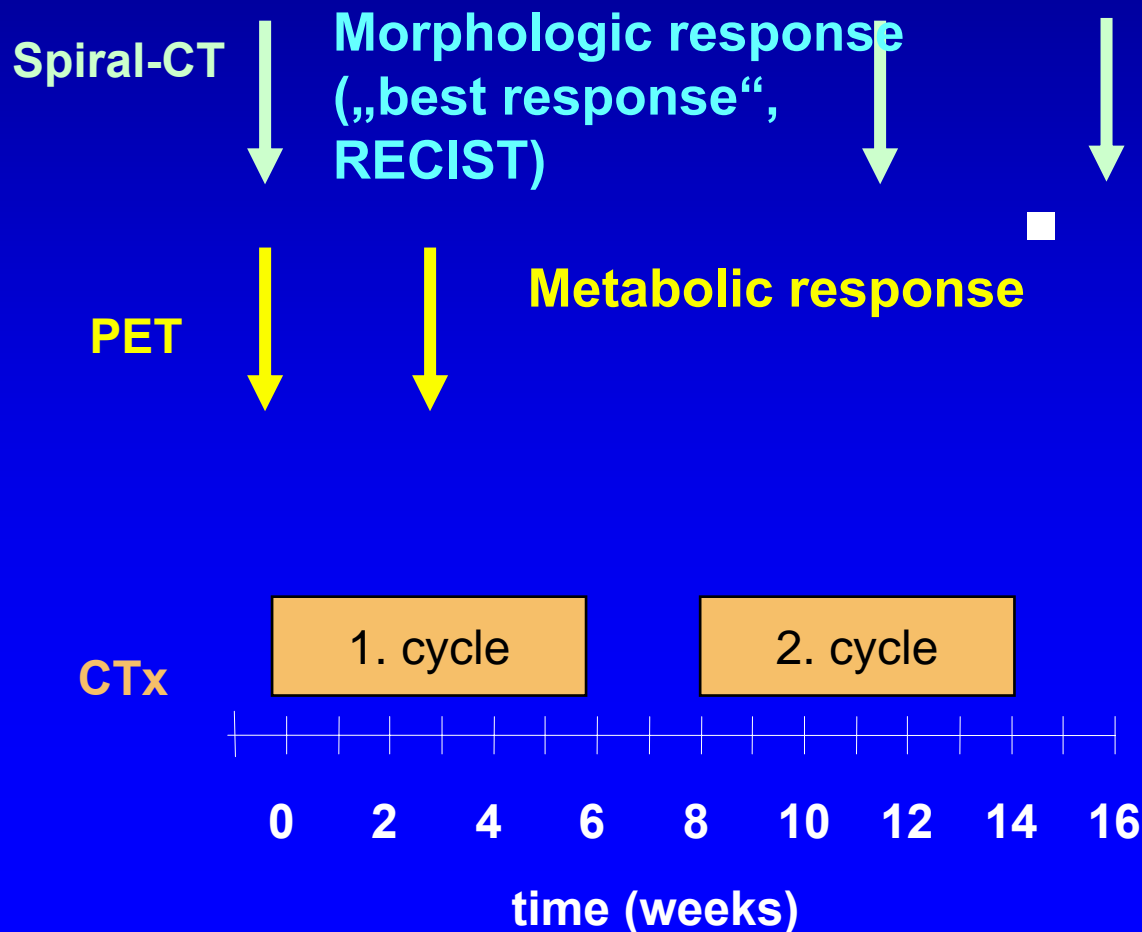 Spiral-CT
Morphologic response
(„best response“,
RECIST)
Metabolic response
PET
1. cycle
2. cycle
CTx
0 2 4 6 8 10 12 14 16
time (weeks)